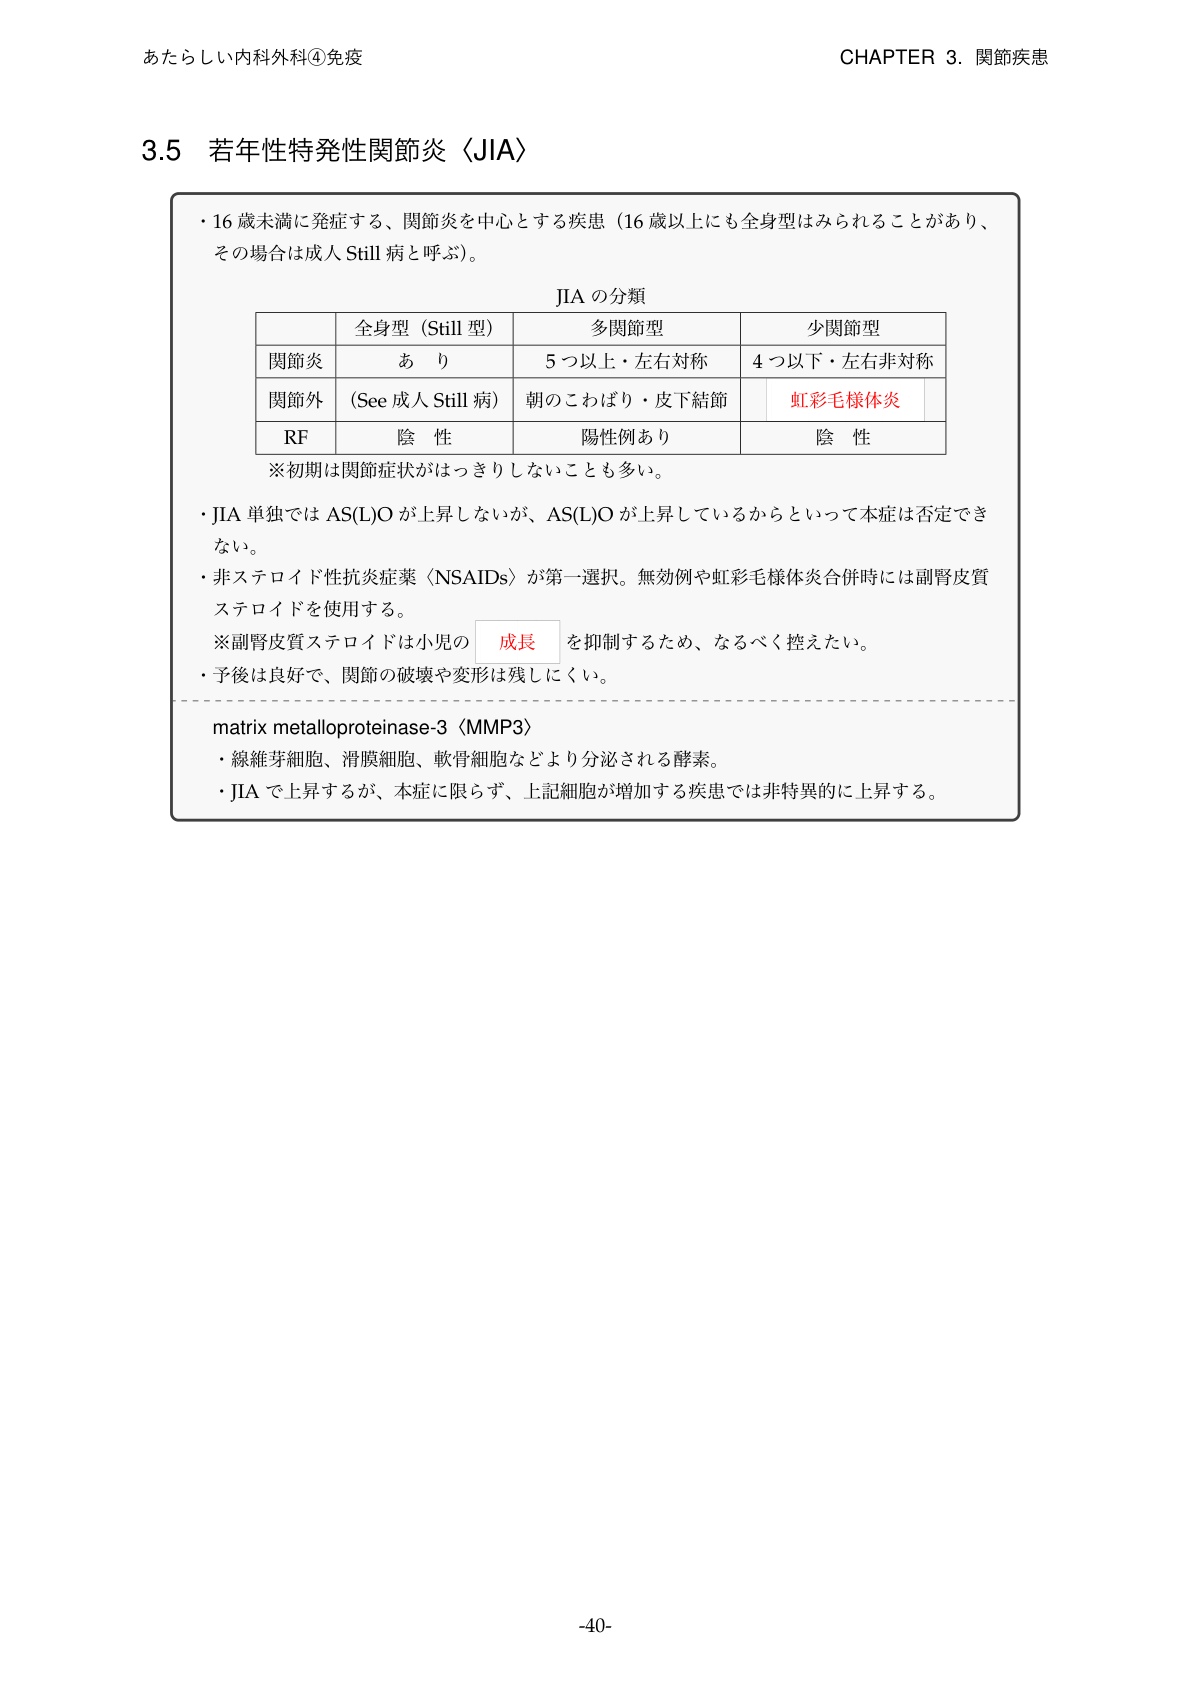 あたらしい内科外科④免疫 CHAPTER 3. 関節疾患
3.5 若年性特発性関節炎〈JIA〉
・16 歳未満に発症する、関節炎を中心とする疾患（16 歳以上にも全身型はみられることがあり、
その場合は成人 Still 病と呼ぶ）。
JIA の分類
全身型（Still 型） 多関節型 少関節型
関節炎 あ り 5 つ以上・左右対称 4 つ以下・左右非対称
関節外 （See 成人 Still 病） 朝のこわばり・皮下結節 虹彩毛様体炎
RF 陰 性 陽性例あり 陰 性
※初期は関節症状がはっきりしないことも多い。
・JIA 単独では AS(L)O が上昇しないが、AS(L)O が上昇しているからといって本症は否定でき
ない。
・非ステロイド性抗炎症薬〈NSAIDs〉が第一選択。無効例や虹彩毛様体炎合併時には副腎皮質
ステロイドを使用する。
※副腎皮質ステロイドは小児の 成長 を抑制するため、なるべく控えたい。
・予後は良好で、関節の破壊や変形は残しにくい。
matrix metalloproteinase-3〈MMP3〉
・線維芽細胞、滑膜細胞、軟骨細胞などより分泌される酵素。
・JIA で上昇するが、本症に限らず、上記細胞が増加する疾患では非特異的に上昇する。
-40-